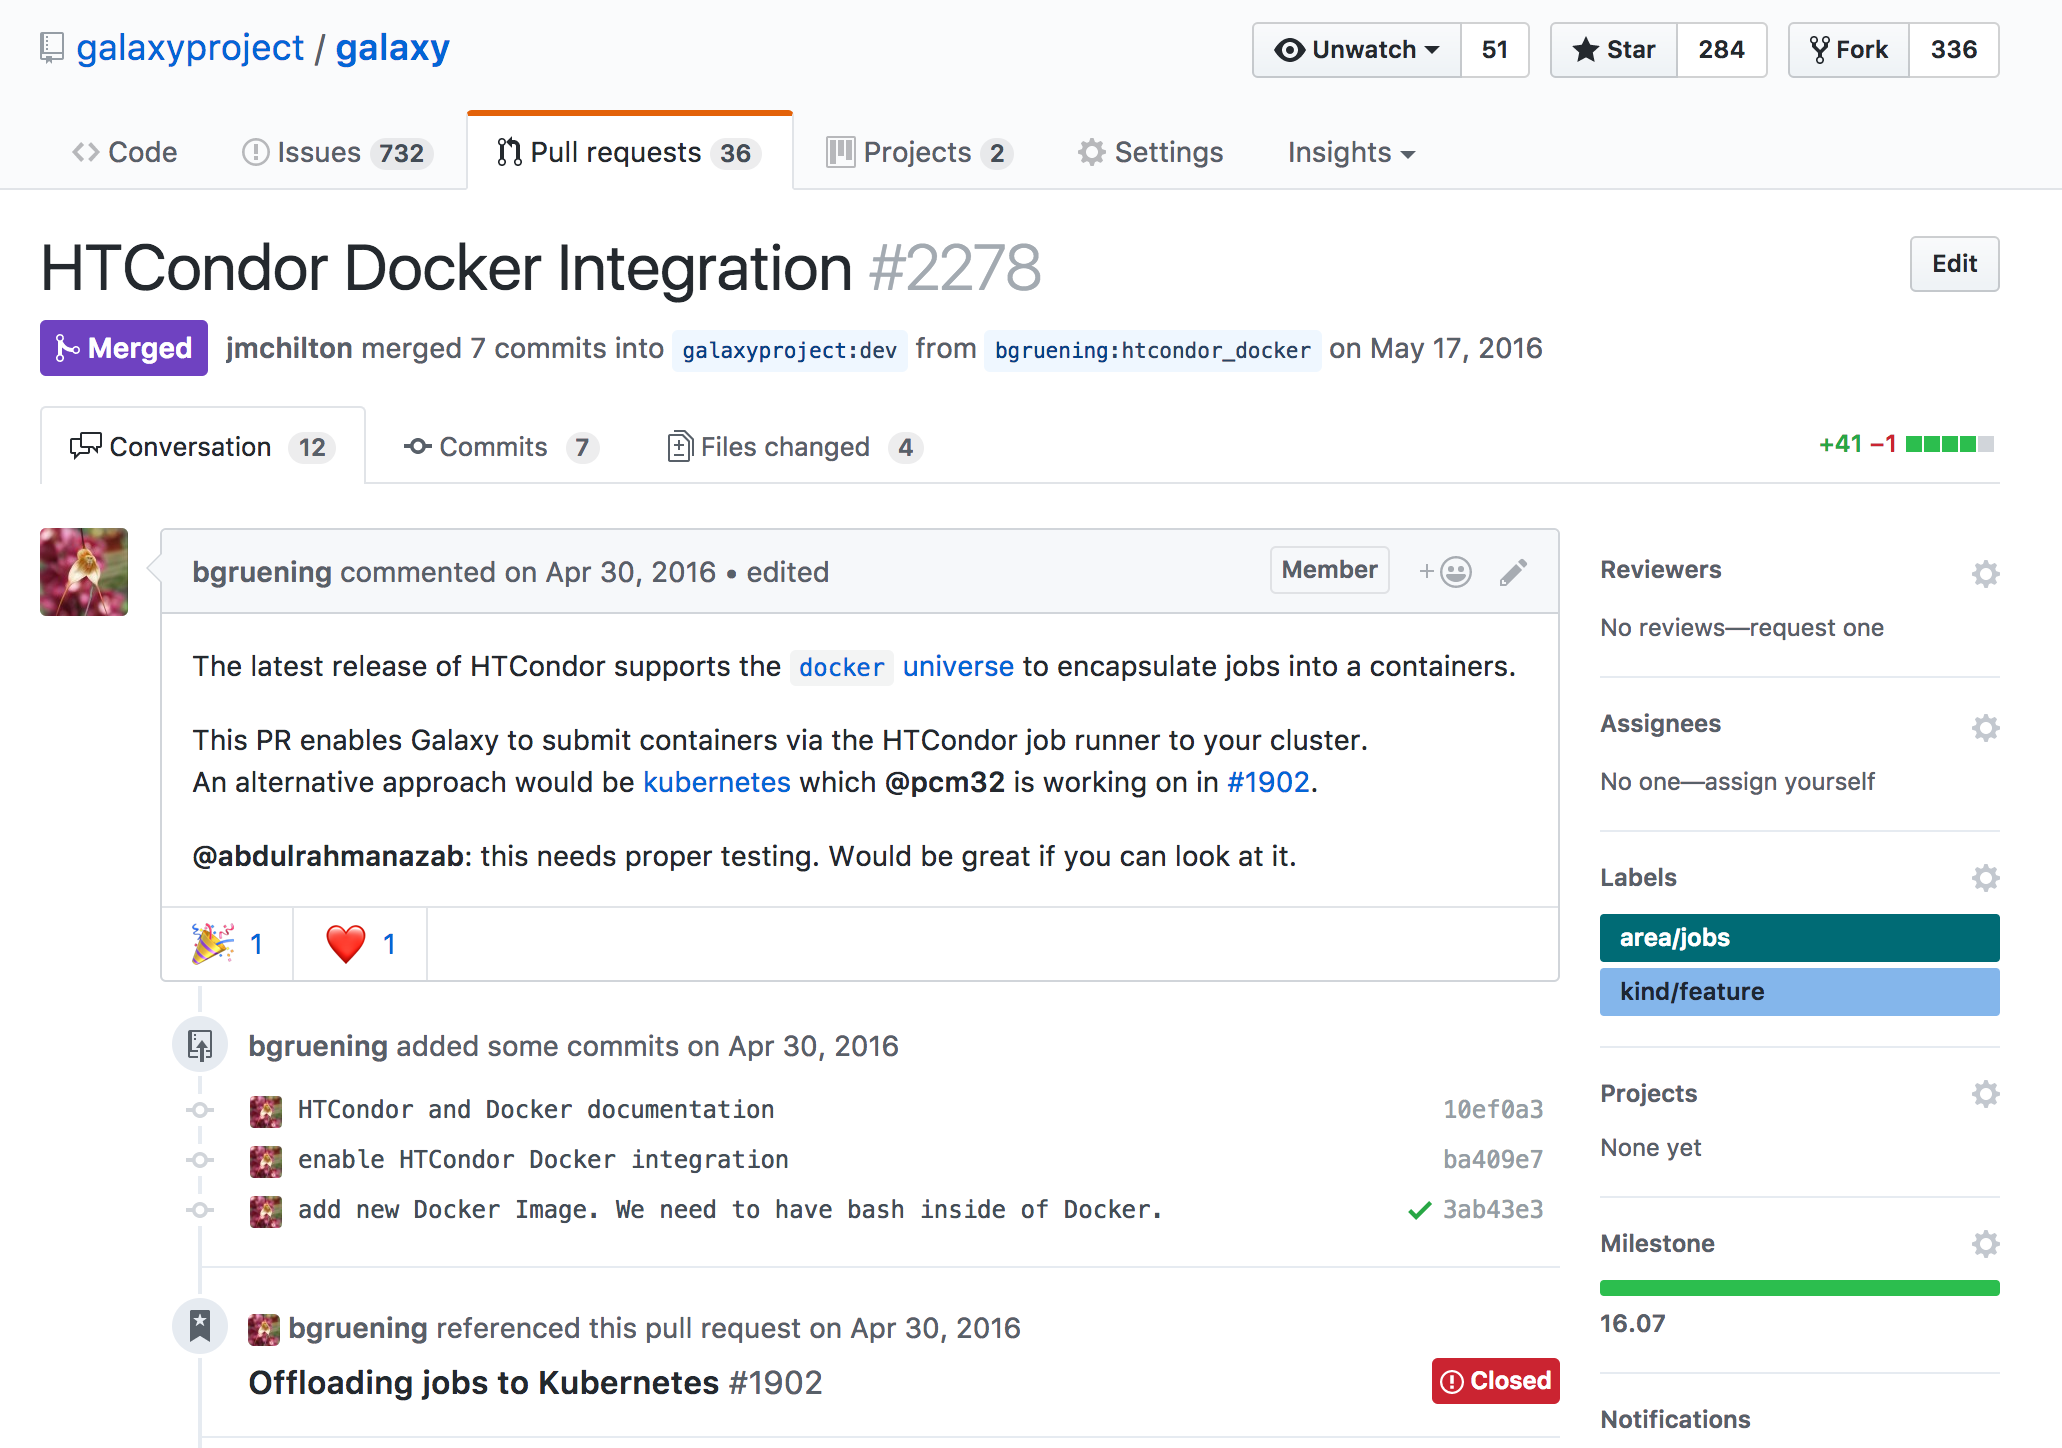 galaxyproject / galaxy
Unwatch 51
Star 284
Fork 336
Code
Issues 732
Pull requests 36
Projects 2
Settings
Insights
HTCondor Docker Integration #2278
Edit
Merged jmchilton merged 7 commits into galaxyproject:dev from bgruening:htcondor_docker on May 17, 2016
Conversation 12
Commits 7
Files changed 4
+41 −1
bgruening commented on Apr 30, 2016 • edited
Member
The latest release of HTCondor supports the docker universe to encapsulate jobs into a containers.
This PR enables Galaxy to submit containers via the HTCondor job runner to your cluster.
An alternative approach would be kubernetes which @pcm32 is working on in #1902.
@abdulrahmanazab: this needs proper testing. Would be great if you can look at it.
1
1
bgruening added some commits on Apr 30, 2016
HTCondor and Docker documentation 10ef0a3
enable HTCondor Docker integration ba409e7
add new Docker Image. We need to have bash inside of Docker. 3ab43e3
bgruening referenced this pull request on Apr 30, 2016
Offloading jobs to Kubernetes #1902
Closed
Reviewers
No reviews—request one
Assignees
No one—assign yourself
Labels
area/jobs
kind/feature
Projects
None yet
Milestone
16.07
Notifications